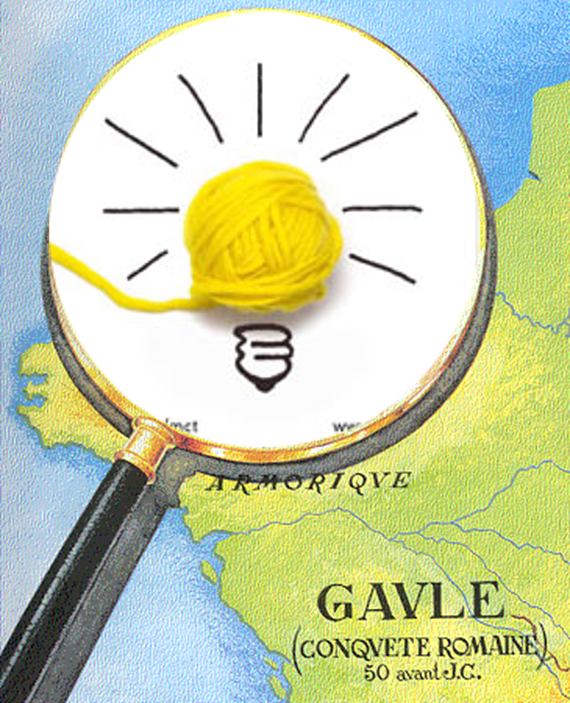 ARMORIQVE
GAVLE
(CONQVETE ROMAINE)
50 avant J.C.